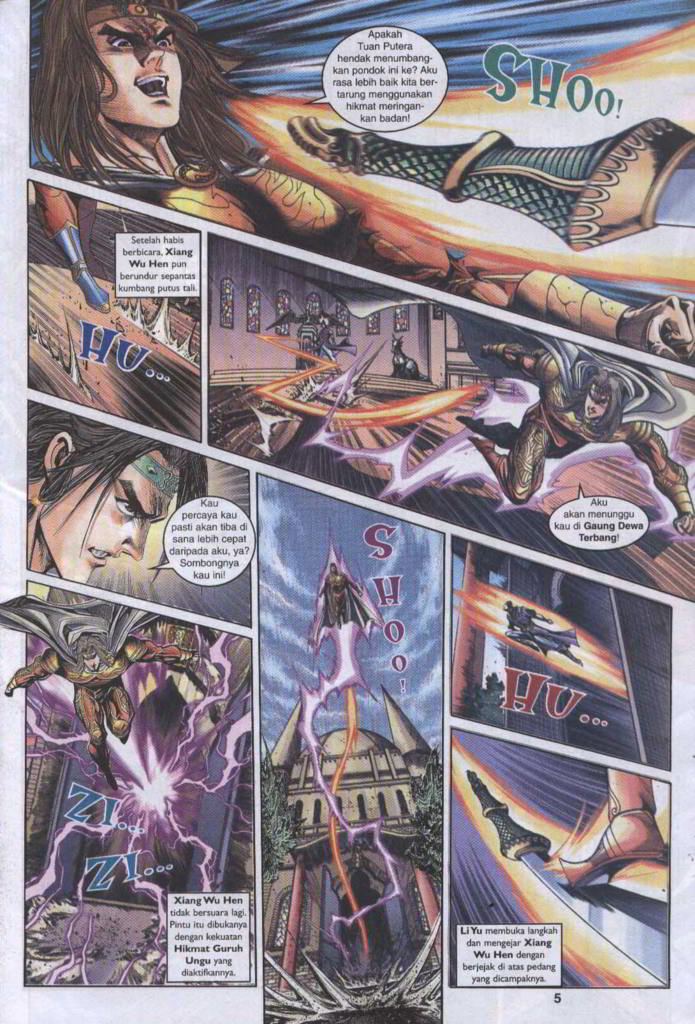 Apakah
Tuan Putera
hendak menumbang-
kan pondok ini ke? Aku
rasa lebih baik kita ber-
tarung menggunakan
hikmat meringan-
kan badan!
SHOO!
Setelah habis
berbicara, Xiang
Wu Hen pun
berundur sepantas
kumbang putus tali.
HU...
Aku
akan menunggu
kau di Gaung Dewa
Terbang!
Kau
percaya kau
pasti akan tiba di
sana lebih cepat
daripada aku, ya?
Sombongnya
kau ini!
SHOO!
HU...
ZI...
ZI...
Xiang Wu Hen
tidak bersuara lagi.
Pintu itu dibukanya
dengan kekuatan
Hikmat Guruh
Ungu yang
diaktifkannya.
Li Yu membuka langkah
dan mengejar Xiang
Wu Hen dengan
berjejak di atas pedang
yang dicampaknya.
5